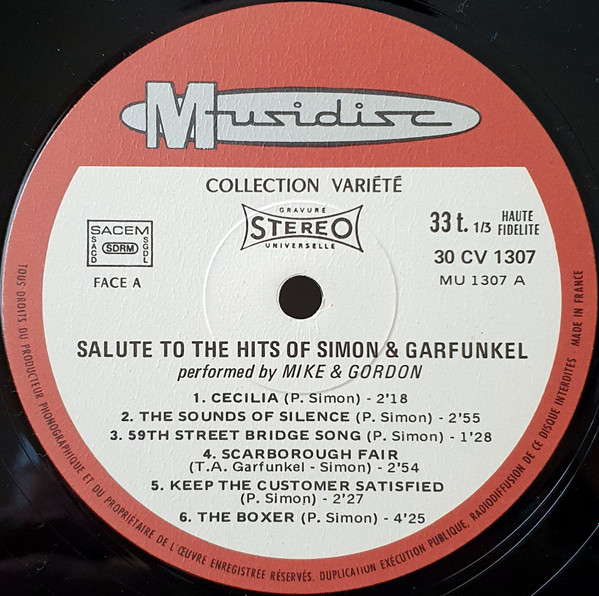 Musidisc
COLLECTION VARIÉTÉ
GRAVURE
STEREO
UNIVERSELLE
SACEM
SACD
SDRM
SGDL
FACE A
33 t. 1/3 HAUTE FIDELITE
30 CV 1307
MU 1307 A
SALUTE TO THE HITS OF SIMON & GARFUNKEL
performed by MIKE & GORDON
1. CECILIA (P. Simon) - 2'18
2. THE SOUNDS OF SILENCE (P. Simon) - 2'55
3. 59TH STREET BRIDGE SONG (P. Simon) - 1'28
4. SCARBOROUGH FAIR
(T.A. Garfunkel - Simon) - 2'54
5. KEEP THE CUSTOMER SATISFIED
(P. Simon) - 2'27
6. THE BOXER (P. Simon) - 4'25
TOUS DROITS DU PRODUCTEUR PHONOGRAPHIQUE ET DU PROPRIÉTAIRE DE L'ŒUVRE ENREGISTRÉE RÉSERVÉS. DUPLICATION EXÉCUTION PUBLIQUE, RADIODIFFUSION DE CE DISQUE INTERDITES - MADE IN FRANCE